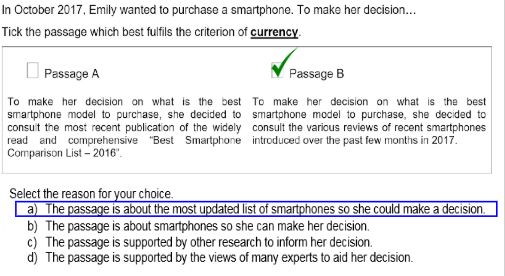 In October 2017, Emily wanted to purchase a smartphone. To make her decision…
Tick the passage which best fulfils the criterion of currency.
Passage A
To make her decision on what is the best
smartphone model to purchase, she decided to
consult the most recent publication of the widely
read and comprehensive "Best Smartphone
Comparison List – 2016".
Passage B
To make her decision on what is the best
smartphone model to purchase, she decided to
consult the various reviews of recent smartphones
introduced over the past few months in 2017.
Select the reason for your choice.
a) The passage is about the most updated list of smartphones so she could make a decision.
b) The passage is about smartphones so she can make her decision.
c) The passage is supported by other research to inform her decision.
d) The passage is supported by the views of many experts to aid her decision.